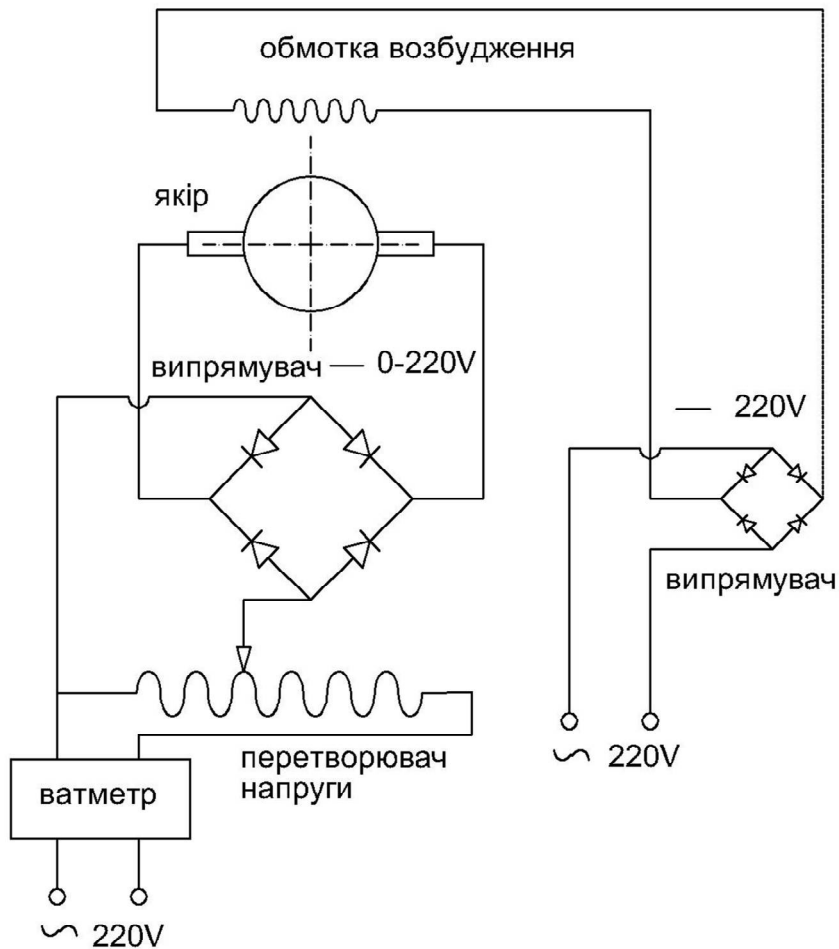 обмотка возбудження
якір
випрямувач — 0-220V
— 220V
випрямувач
перетворювач
напруги
~ 220V
ватметр
~ 220V